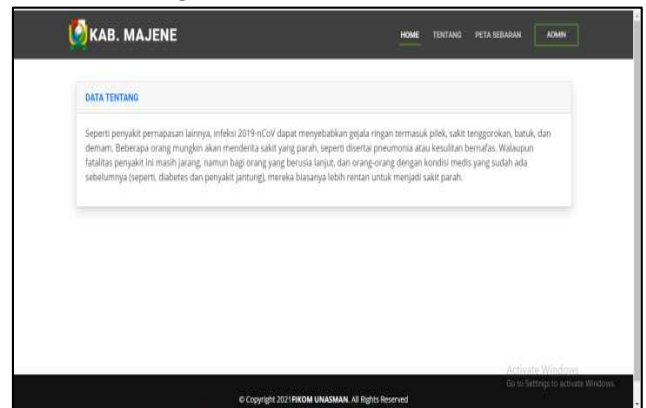 KAB. MAJENE
HOME TENTANG PETA SEBARAN ADMIN
DATA TENTANG
Seperti penyakit pernapasan lainnya, infeksi 2019-nCoV dapat menyebabkan gejala ringan termasuk pilek, sakit tenggorokan, batuk, dan
demam. Beberapa orang mungkin akan menderita sakit yang parah, seperti disertai pneumonia atau kesulitan bernafas. Walaupun
fatalitas penyakit ini masih jarang, namun bagi orang yang berusia lanjut, dan orang-orang dengan kondisi medis yang sudah ada
sebelumnya (seperti, diabetes dan penyakit jantung), mereka biasanya lebih rentan untuk menjadi sakit parah.
Activate Windows
Go to Settings to activate Windows.
© Copyright 2021 FIKOM UNASMAN. All Rights Reserved